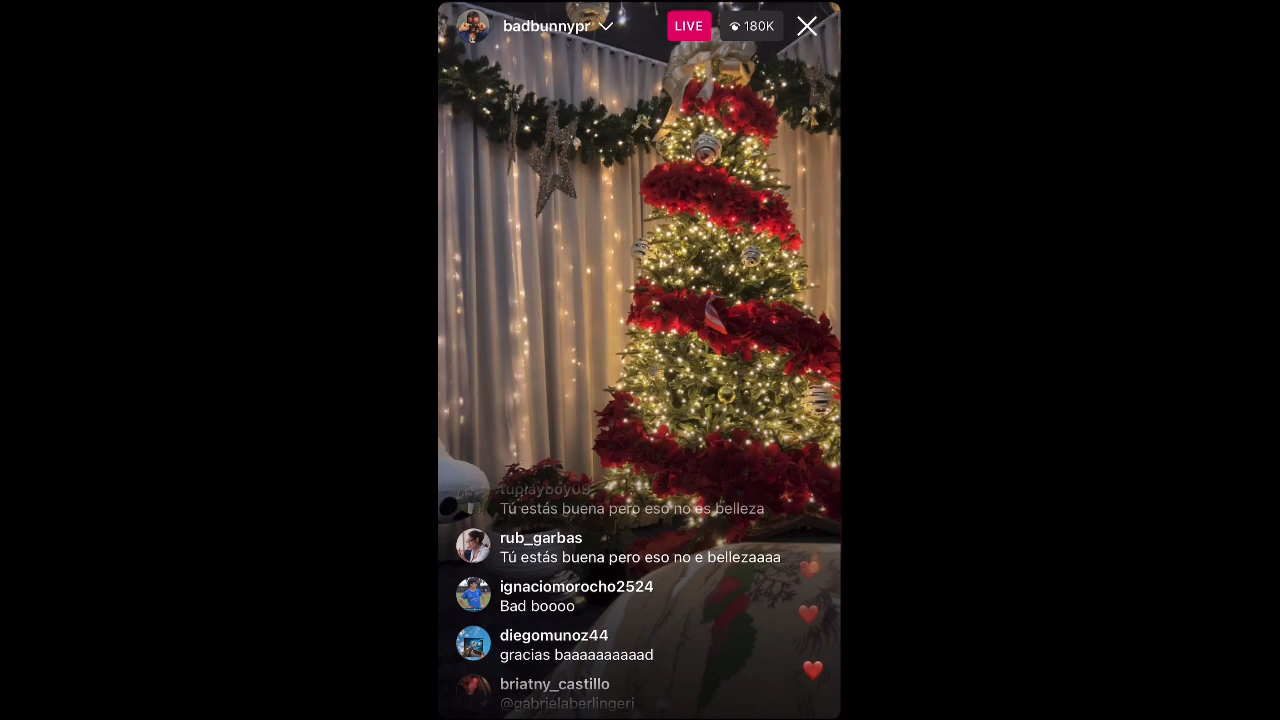 badbunnypr
LIVE
180K
tuplayboy09
Tú estás buena pero eso no es belleza
rub_garbas
Tú estás buena pero eso no e bellezaaaa
ignaciomorocho2524
Bad boooo
diegomunoz44
gracias baaaaaaaaaad
briatny_castillo
@gabrielaberlingeri